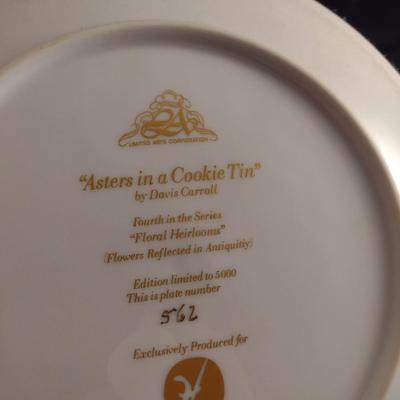 LIMITED ARTS CORPORATION
"Asters in a Cookie Tin"
by Davis Carroll
Fourth in the Series
"Floral Heirlooms"
(Flowers Reflected in Antiquitiy)
Edition limited to 5000
This is plate number
562
Exclusively Produced for